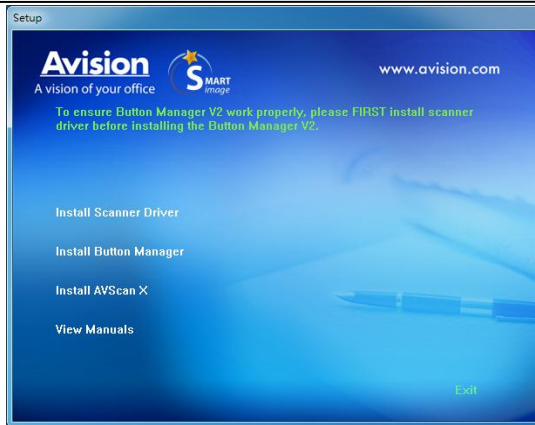 Setup
Avision
A vision of your office
SMART
image
www.avision.com
To ensure Button Manager V2 work properly, please FIRST install scanner
driver before installing the Button Manager V2.
Install Scanner Driver
Install Button Manager
Install AVScan X
View Manuals
Exit